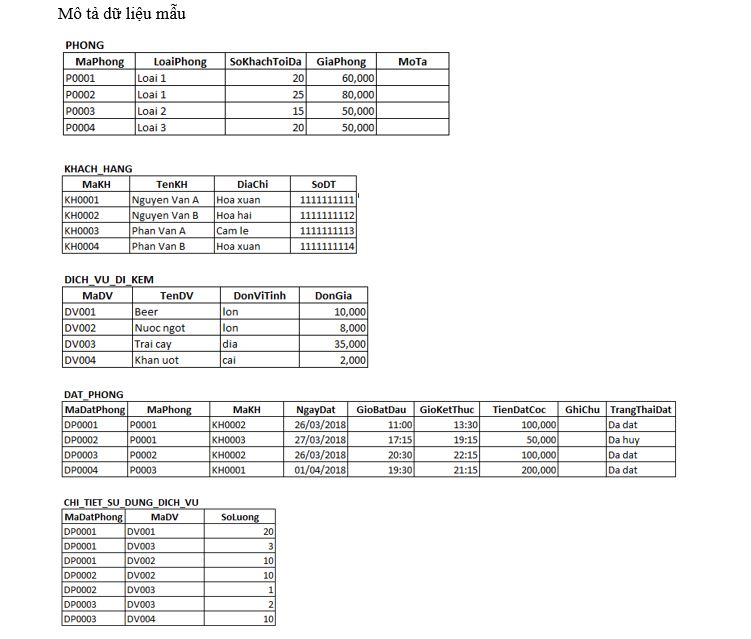 Mô tả dữ liệu mẫu
PHONG
MaPhong LoaiPhong SoKhachToiDa GiaPhong MoTa
P0001 Loai 1 20 60,000
P0002 Loai 1 25 80,000
P0003 Loai 2 15 50,000
P0004 Loai 3 20 50,000
KHACH_HANG
MaKH TenKH DiaChi SoDT
KH0001 Nguyen Van A Hoa xuan 1111111111
KH0002 Nguyen Van B Hoa hai 1111111112
KH0003 Phan Van A Cam le 1111111113
KH0004 Phan Van B Hoa xuan 1111111114
DICH_VU_DI_KEM
MaDV TenDV DonViTinh DonGia
DV001 Beer lon 10,000
DV002 Nuoc ngot lon 8,000
DV003 Trai cay dia 35,000
DV004 Khan uot cai 2,000
DAT_PHONG
MaDatPhong MaPhong MaKH NgayDat GioBatDau GioKetThuc TienDatCoc GhiChu TrangThaiDat
DP0001 P0001 KH0002 26/03/2018 11:00 13:30 100,000 Da dat
DP0002 P0001 KH0003 27/03/2018 17:15 19:15 50,000 Da huy
DP0003 P0002 KH0002 26/03/2018 20:30 22:15 100,000 Da dat
DP0004 P0003 KH0001 01/04/2018 19:30 21:15 200,000 Da dat
CHI_TIET_SU_DUNG_DICH_VU
MaDatPhong MaDV SoLuong
DP0001 DV001 20
DP0001 DV003 3
DP0001 DV002 10
DP0002 DV002 10
DP0002 DV003 1
DP0003 DV003 2
DP0003 DV004 10